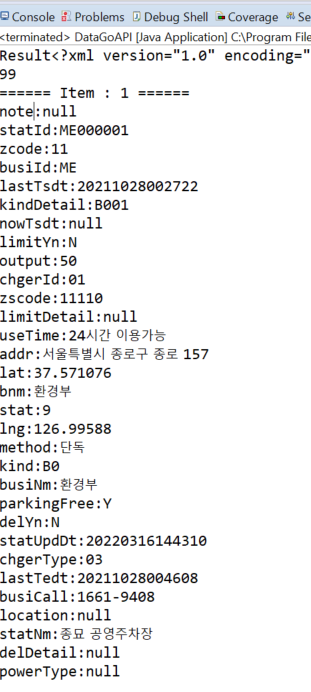 Console Problems Debug Shell Coverage Se
<terminated> DataGoAPI [Java Application] C:\Program File
Result<?xml version="1.0" encoding="
99
====== Item : 1 ======
note:null
statId:ME000001
zcode:11
busiId:ME
lastTsdt:20211028002722
kindDetail:B001
nowTsdt:null
limitYn:N
output:50
chgerId:01
zscode:11110
limitDetail:null
useTime:24시간 이용가능
addr:서울특별시 종로구 종로 157
lat:37.571076
bnm:환경부
stat:9
lng:126.99588
method:단독
kind:B0
busiNm:환경부
parkingFree:Y
delYn:N
statUpdDt:20220316144310
chgerType:03
lastTedt:20211028004608
busiCall:1661-9408
location:null
statNm:종묘 공영주차장
delDetail:null
powerType:null